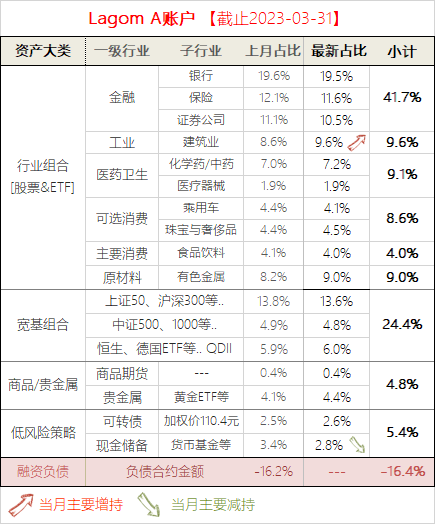 Lagom A账户 【截止2023-03-31】
资产大类 一级行业 子行业 上月占比 最新占比 小计
行业组合 [股票&ETF] 金融 银行 19.6% 19.5% 41.7%
保险 12.1% 11.6%
证券公司 11.1% 10.5%
工业 建筑业 8.6% 9.6% 9.6%
医药卫生 化学药/中药 7.0% 7.2% 9.1%
医疗器械 1.9% 1.9%
可选消费 乘用车 4.4% 4.1% 8.6%
珠宝与奢侈品 4.4% 4.5%
主要消费 食品饮料 4.1% 4.0% 4.0%
原材料 有色金属 8.2% 9.0% 9.0%
宽基组合 上证50、沪深300等.. 13.8% 13.6% 24.4%
中证500、1000等.. 4.9% 4.8%
恒生、德国ETF等.. QDII 5.9% 6.0%
商品/贵金属 商品期货 --- 0.4% 0.4% 4.8%
贵金属 黄金ETF等 4.1% 4.4%
低风险策略 可转债 加权价110.4元 2.5% 2.6% 5.4%
现金储备 货币基金等 3.4% 2.8%
融资负债 负债合约金额 -16.2% --- -16.4%
当月主要增持 当月主要减持